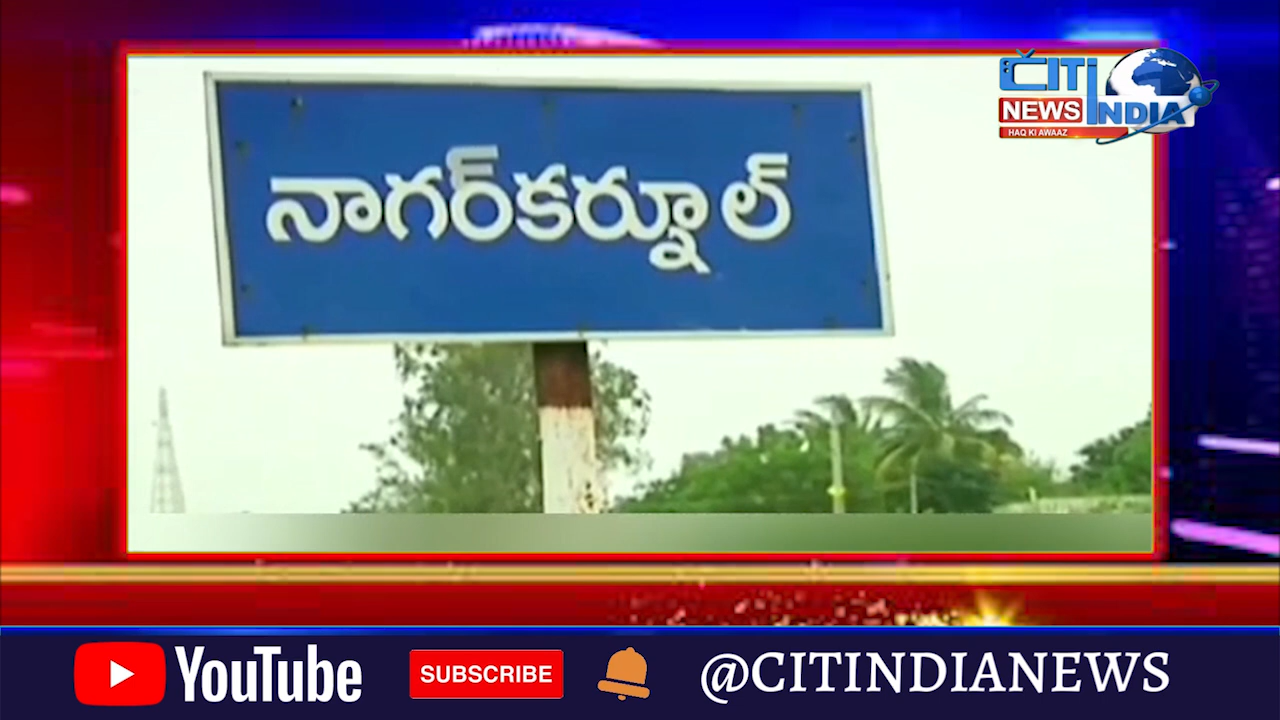 CITI
NEWS INDIA
HAQ KI AWAAZ
నాగర్‌కర్నూల్
YouTube SUBSCRIBE @CITINDIANEWS